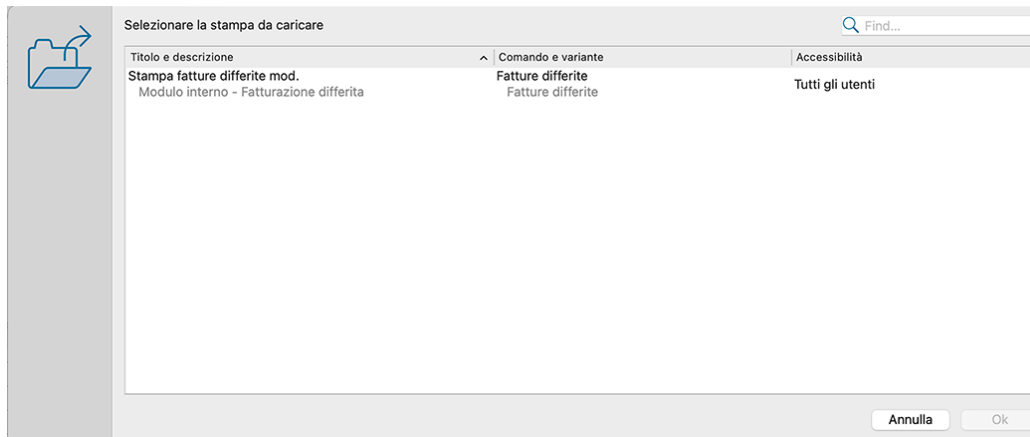 Selezionare la stampa da caricare
Find...
Titolo e descrizione Comando e variante Accessibilità
Stampa fatture differite mod. Fatture differite
Tutti gli utenti
Modulo interno - Fatturazione differita Fatture differite
Annulla Ok